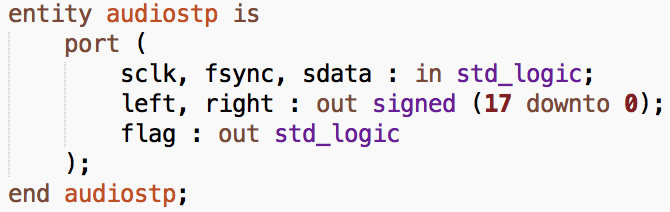 entity audiostp is
port (
sclk, fsync, sdata : in std_logic;
left, right : out signed (17 downto 0);
flag : out std_logic
);
end audiostp;